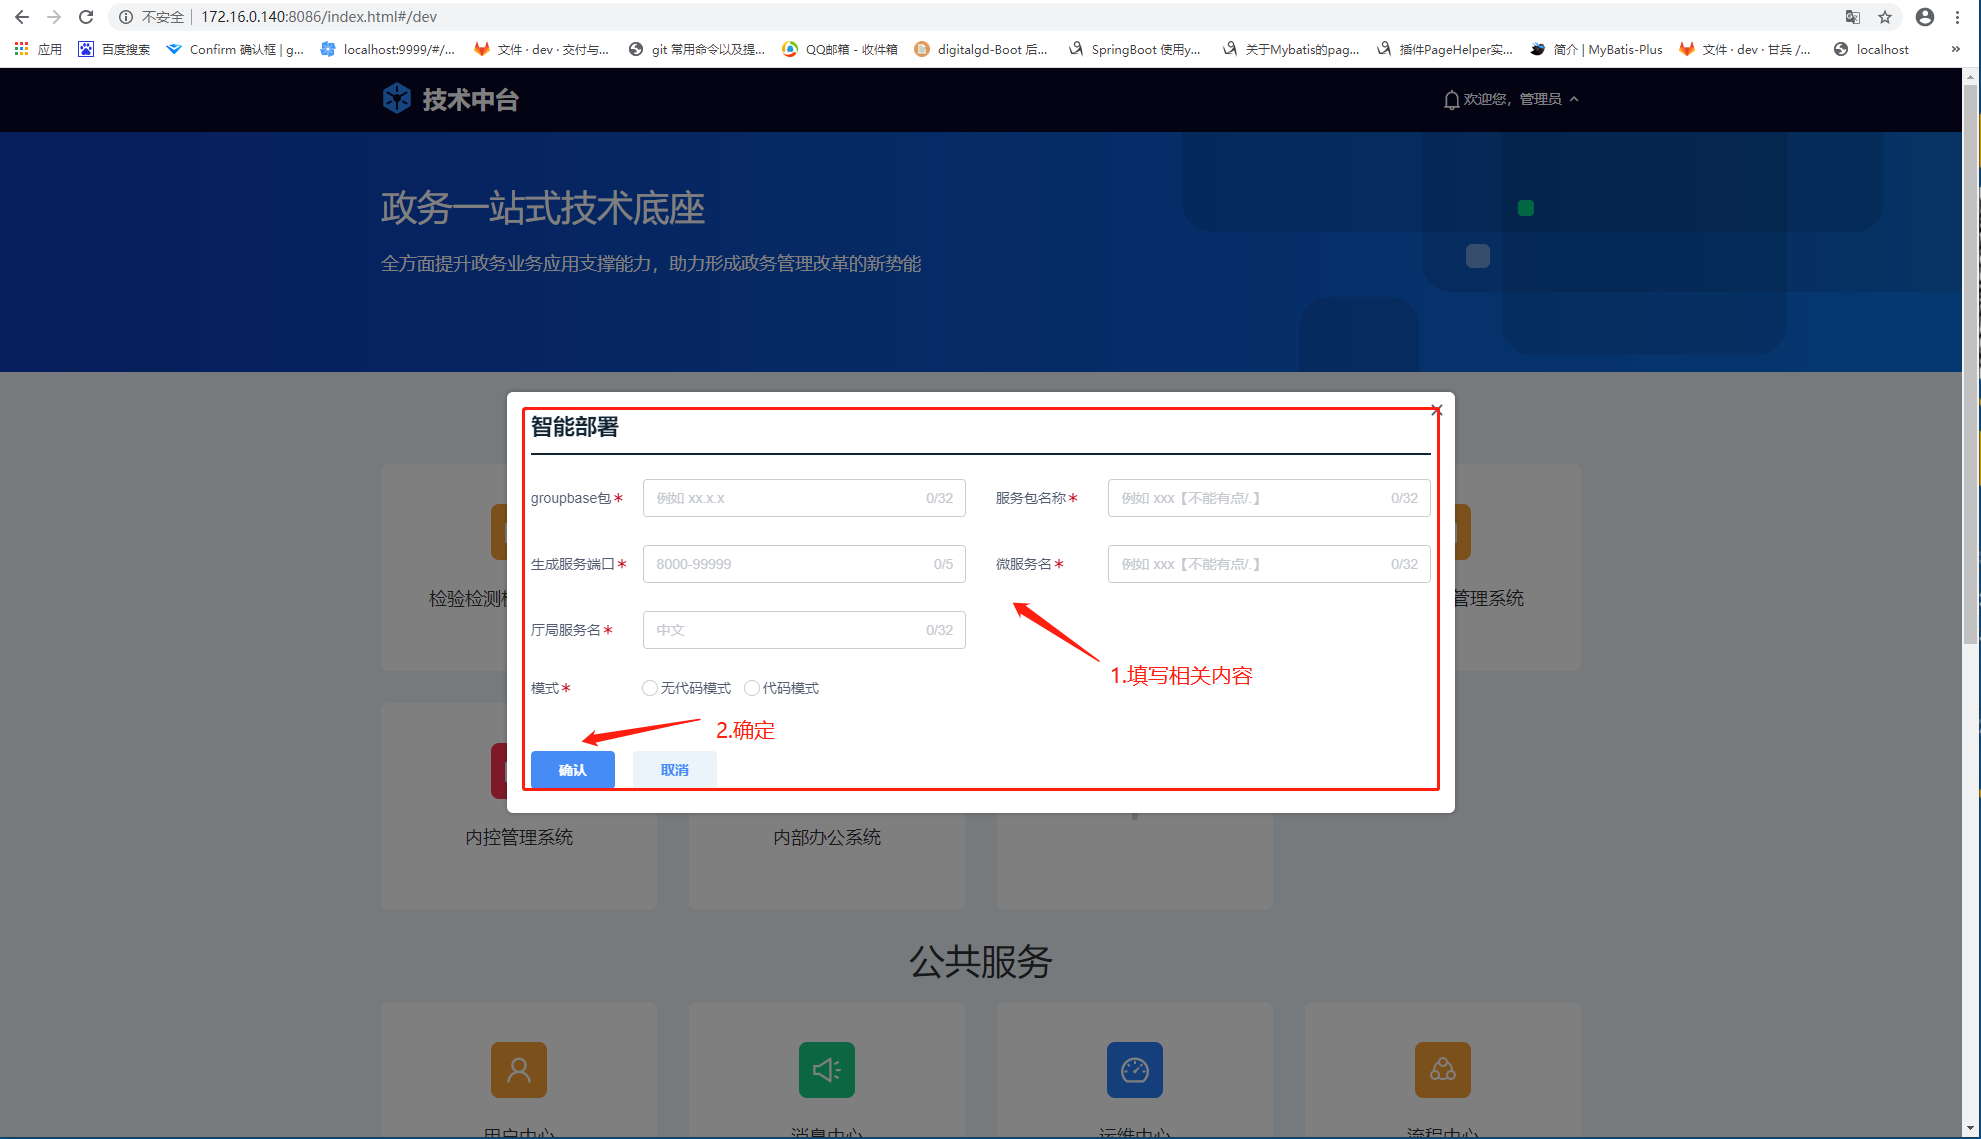 不安全 172.16.0.140:8086/index.html#/dev
应用 百度搜索 Confirm 确认框 | g... localhost:9999/#/... 文件 · dev · 交付与... git 常用命令以及提... QQ邮箱 - 收件箱 digitalgd-Boot 后... SpringBoot 使用y... 关于Mybatis的pag... 插件PageHelper实... 简介 | MyBatis-Plus 文件 · dev · 甘兵 /... localhost »
技术中台 欢迎您，管理员
政务一站式技术底座
全方面提升政务业务应用支撑能力，助力形成政务管理改革的新势能
智能部署
groupbase包* 例如 xx.x.x 0/32 服务包名称* 例如 xxx【不能有点/.】 0/32
生成服务端口* 8000-99999 0/5 微服务名* 例如 xxx【不能有点/.】 0/32
检验检测 管理系统
厅局服务名* 中文 0/32
1.填写相关内容
模式* 无代码模式 代码模式
2.确定
确认 取消
内控管理系统 内部办公系统
公共服务
用户中心 消息中心 运维中心 流程中心